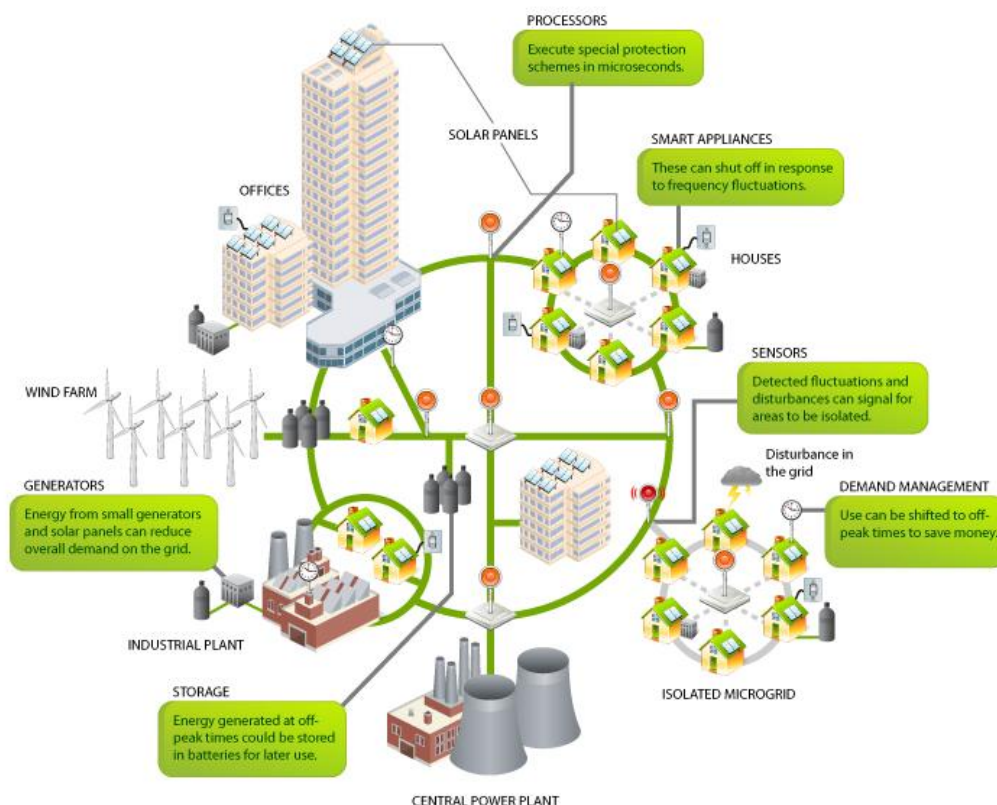 PROCESSORS
Execute special protection
schemes in microseconds.
SOLAR PANELS
SMART APPLIANCES
These can shut off in response
to frequency fluctuations.
OFFICES
HOUSES
SENSORS
Detected fluctuations and
disturbances can signal for
areas to be isolated.
WIND FARM
Disturbance in
the grid
GENERATORS
Energy from small generators
and solar panels can reduce
overall demand on the grid.
DEMAND MANAGEMENT
Use can be shifted to off-
peak times to save money.
INDUSTRIAL PLANT
STORAGE
Energy generated at off-
peak times could be stored
in batteries for later use.
ISOLATED MICROGRID
CENTRAL POWER PLANT